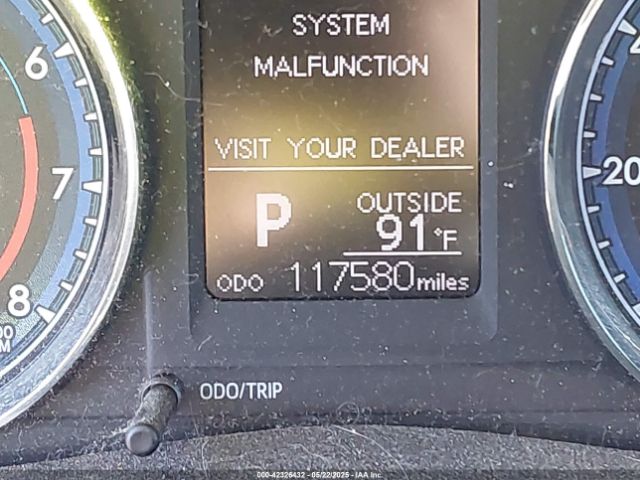 SYSTEM
MALFUNCTION
VISIT YOUR DEALER
P
OUTSIDE
91°F
ODO 117580 miles
6
7
8
20
ODO/TRIP
000-42326432 - 05/22/2025 - IAA Inc.